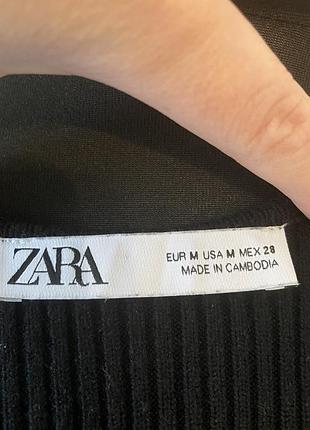 ZARA
EUR M USA M MEX 28
MADE IN CAMBODIA